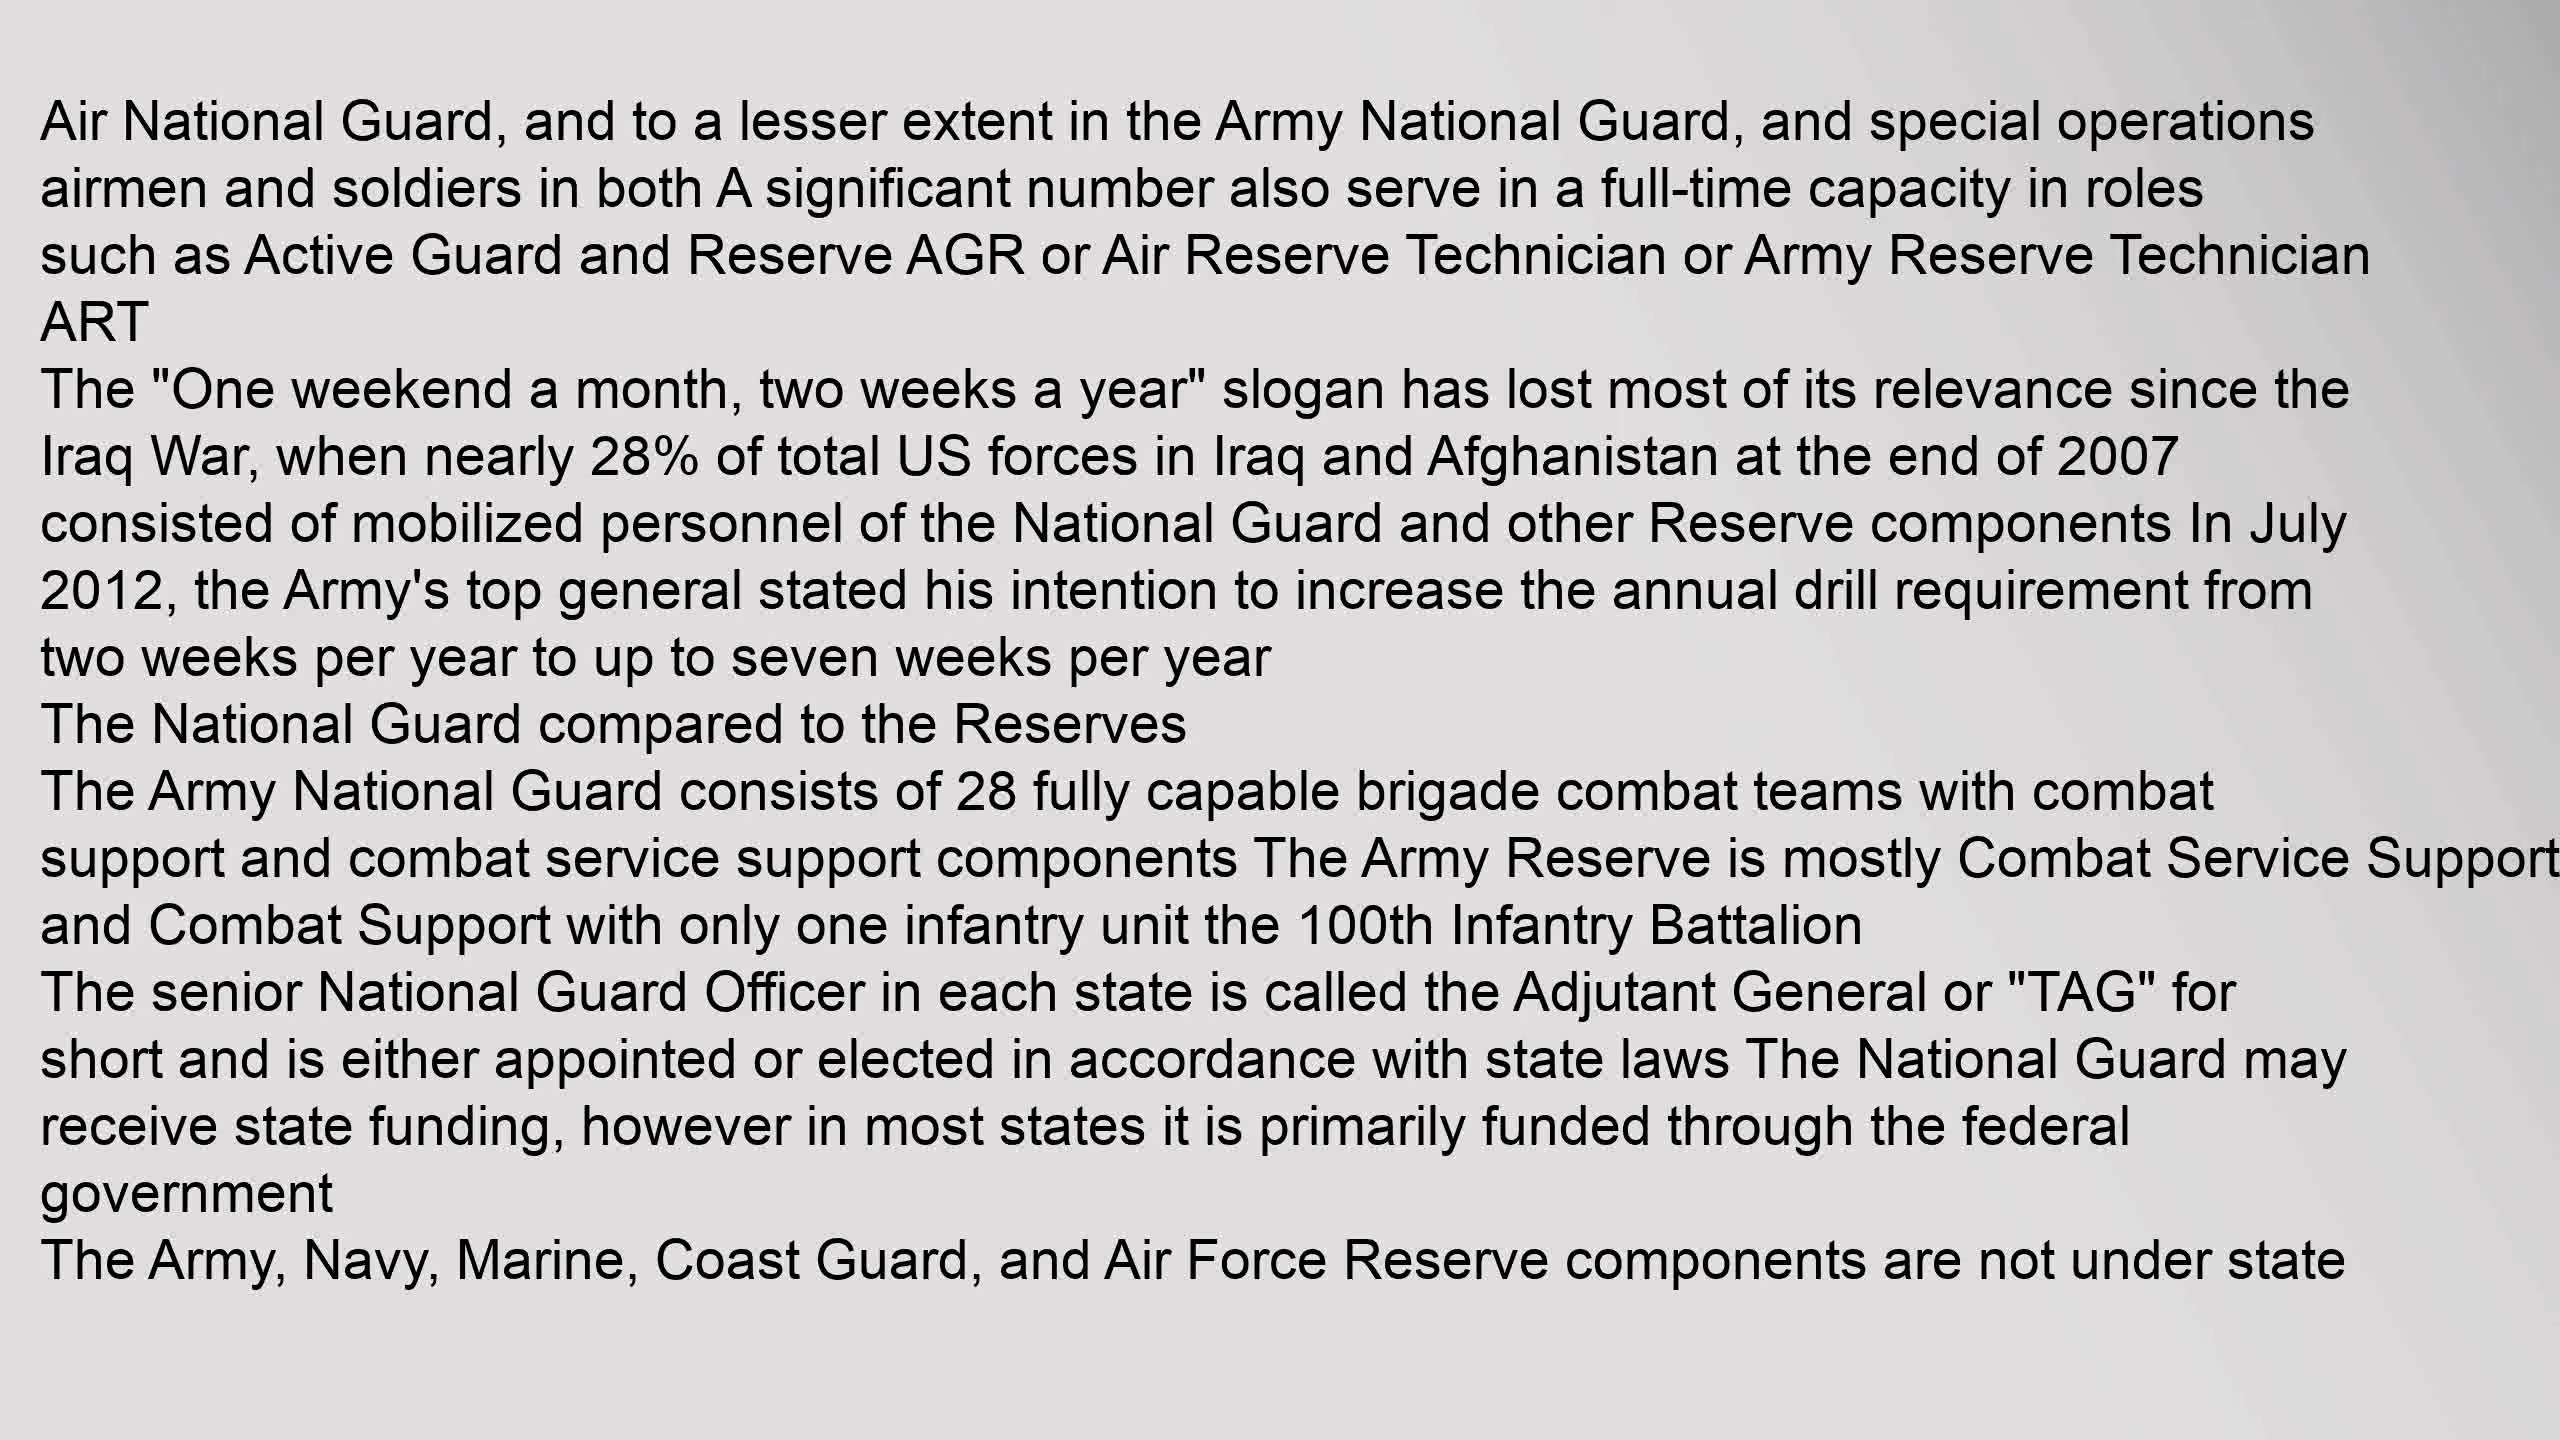 Air National Guard, and to a lesser extent in the Army National Guard, and special operations
airmen and soldiers in both A significant number also serve in a full-time capacity in roles
such as Active Guard and Reserve AGR or Air Reserve Technician or Army Reserve Technician
ART
The "One weekend a month, two weeks a year" slogan has lost most of its relevance since the
Iraq War, when nearly 28% of total US forces in Iraq and Afghanistan at the end of 2007
consisted of mobilized personnel of the National Guard and other Reserve components In July
2012, the Army's top general stated his intention to increase the annual drill requirement from
two weeks per year to up to seven weeks per year
The National Guard compared to the Reserves
The Army National Guard consists of 28 fully capable brigade combat teams with combat
support and combat service support components The Army Reserve is mostly Combat Service Support
and Combat Support with only one infantry unit the 100th Infantry Battalion
The senior National Guard Officer in each state is called the Adjutant General or "TAG" for
short and is either appointed or elected in accordance with state laws The National Guard may
receive state funding, however in most states it is primarily funded through the federal
government
The Army, Navy, Marine, Coast Guard, and Air Force Reserve components are not under state